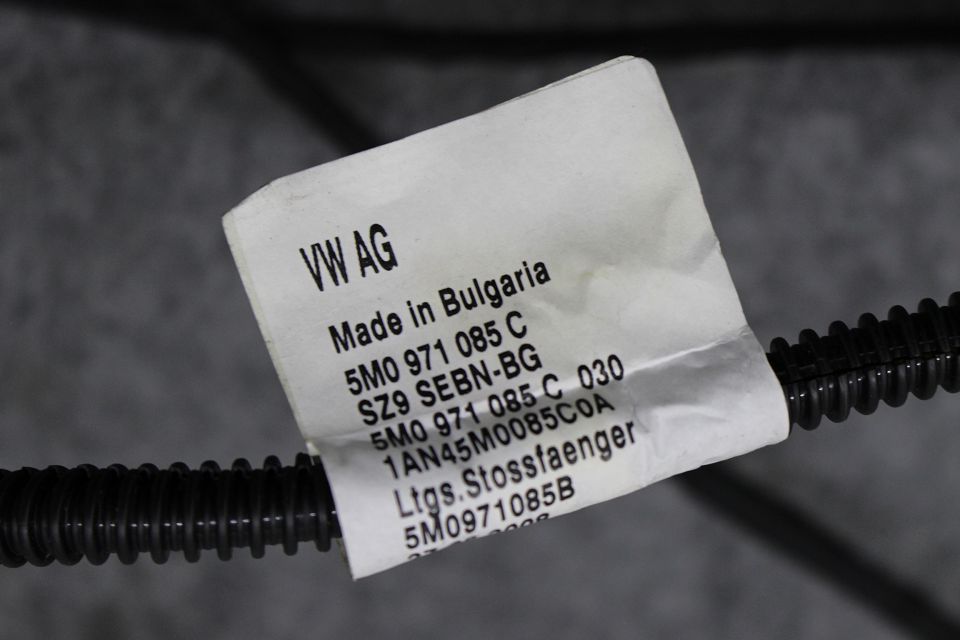 VW AG
Made in Bulgaria
5M0 971 085 C
SZ9 SEBN-BG
5M0 971 085 C 030
1AN45M0085C0A
Ltgs.Stossfaenger
5M0971085B